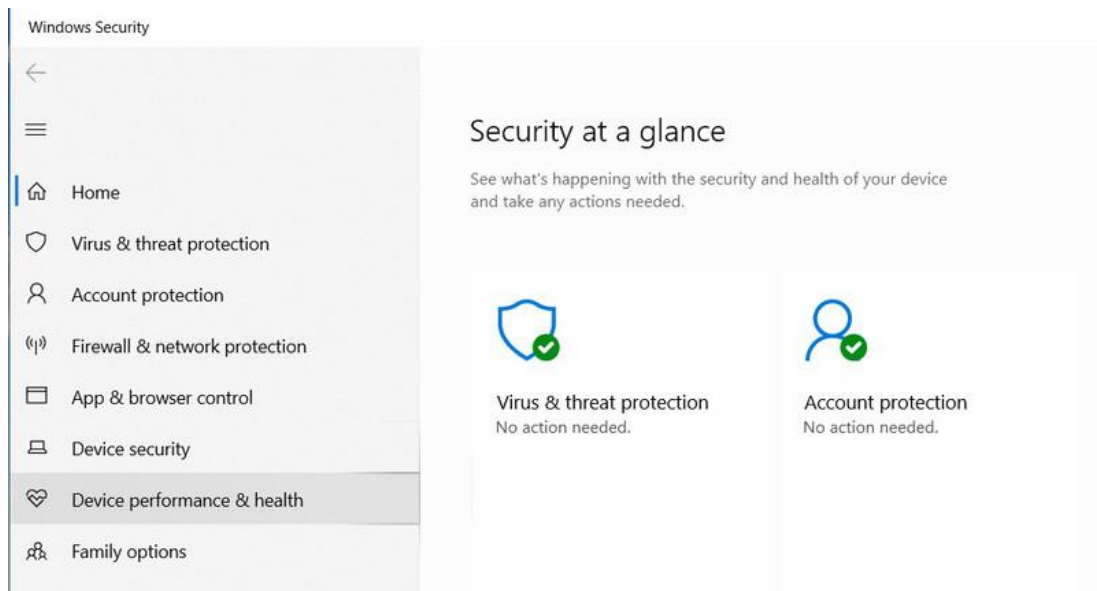 Windows Security
Home
Virus & threat protection
Account protection
Firewall & network protection
App & browser control
Device security
Device performance & health
Family options
Security at a glance
See what's happening with the security and health of your device
and take any actions needed.
Virus & threat protection
No action needed.
Account protection
No action needed.